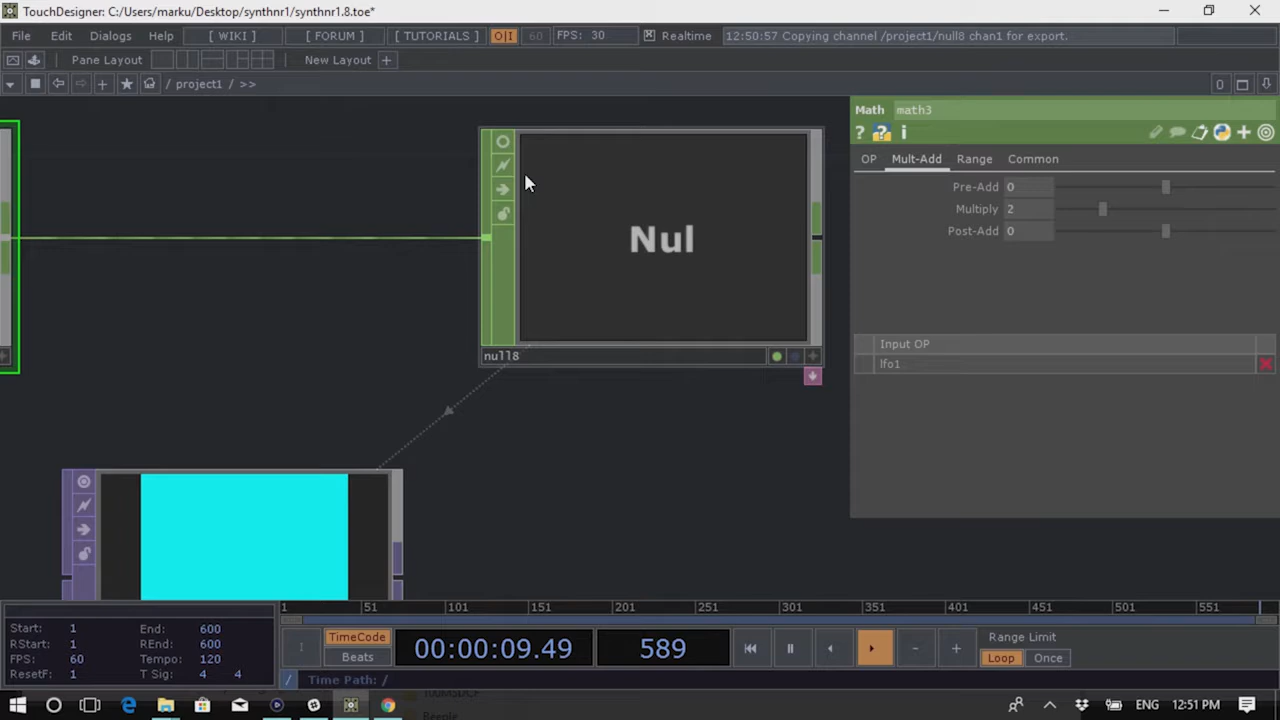 TouchDesigner: C:/Users/marku/Desktop/synthnr1/synthnr1.8.toe*
File Edit Dialogs Help [ WIKI ] [ FORUM ] [ TUTORIALS ] O|I 60 FPS: 30 Realtime 12:50:57 Copying channel /project1/null8 chan1 for export.
Pane Layout New Layout +
/ project1 / >> 0
Math math3
? ? i
OP Mult-Add Range Common
Pre-Add 0
Multiply 2
Post-Add 0
Nul
Input OP
null8
lfo1
1 51 101 151 201 251 301 351 401 451 501 551
Start: 1 End: 600
RStart: 1 REnd: 600
FPS: 60 Tempo: 120
ResetF: 1 T Sig: 4 4
TimeCode
Beats
00:00:09.49 589
- +
Range Limit
Loop Once
/ Time Path: /
100MSDCF
Beeple
ENG 12:51 PM